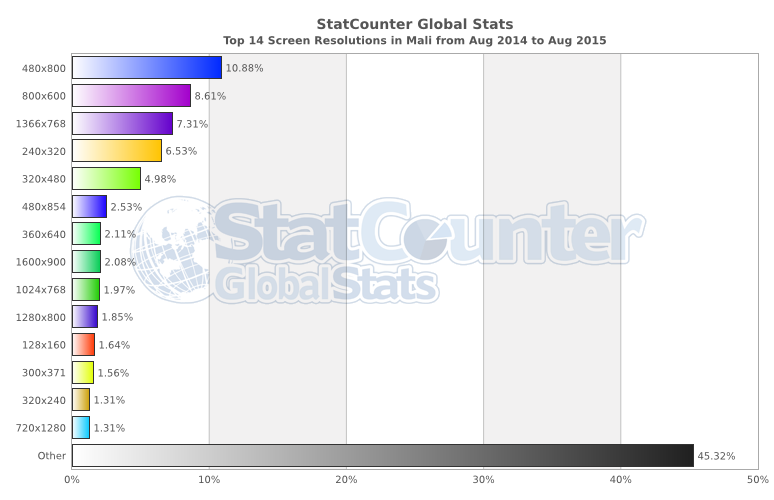 StatCounter Global Stats
Top 14 Screen Resolutions in Mali from Aug 2014 to Aug 2015
480x800 10.88%
800x600 8.61%
1366x768 7.31%
240x320 6.53%
320x480 4.98%
480x854 2.53%
360x640 2.11%
1600x900 2.08%
1024x768 1.97%
1280x800 1.85%
128x160 1.64%
300x371 1.56%
320x240 1.31%
720x1280 1.31%
Other 45.32%
0% 10% 20% 30% 40% 50%
StatCounter
GlobalStats